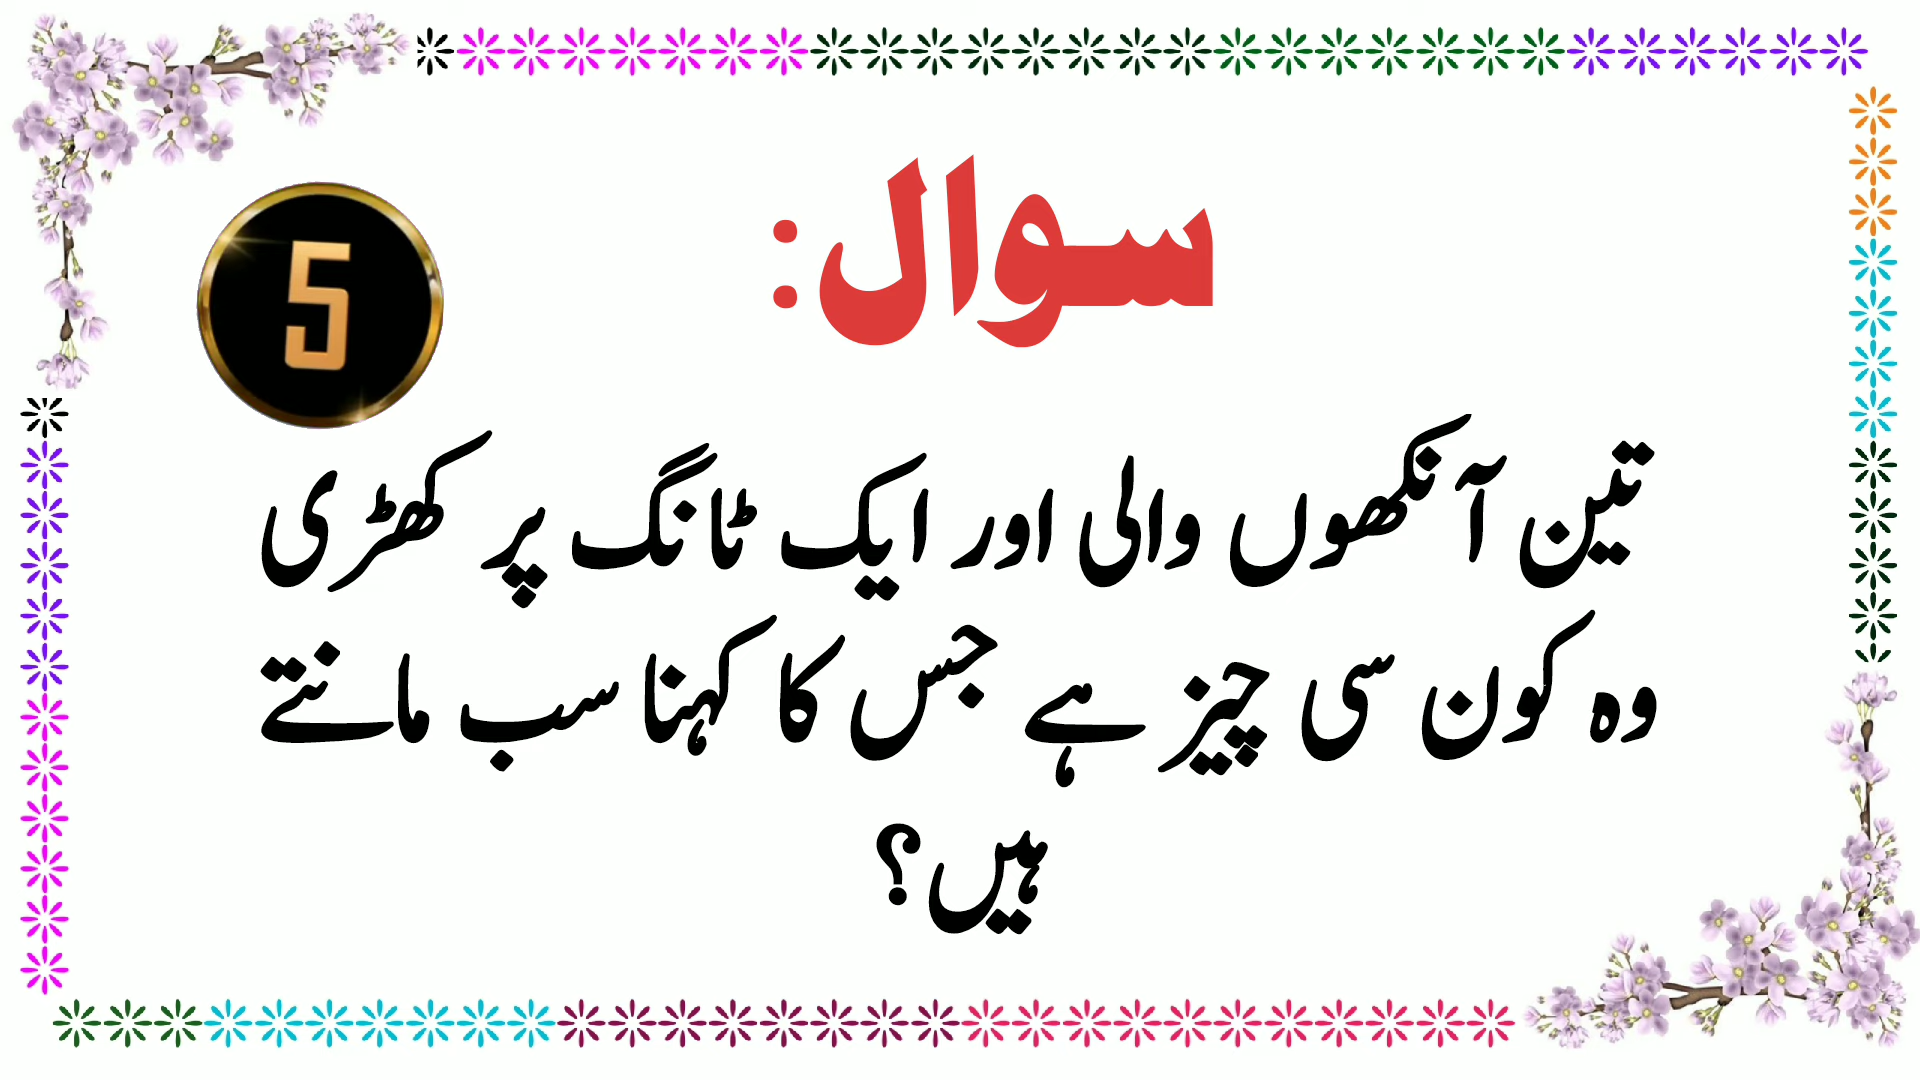 سوال:
5
تین آنکھوں والی اور ایک ٹانگ پر کھڑی
وہ کون سی چیز ہے جس کا کہنا سب مانتے
ہیں؟